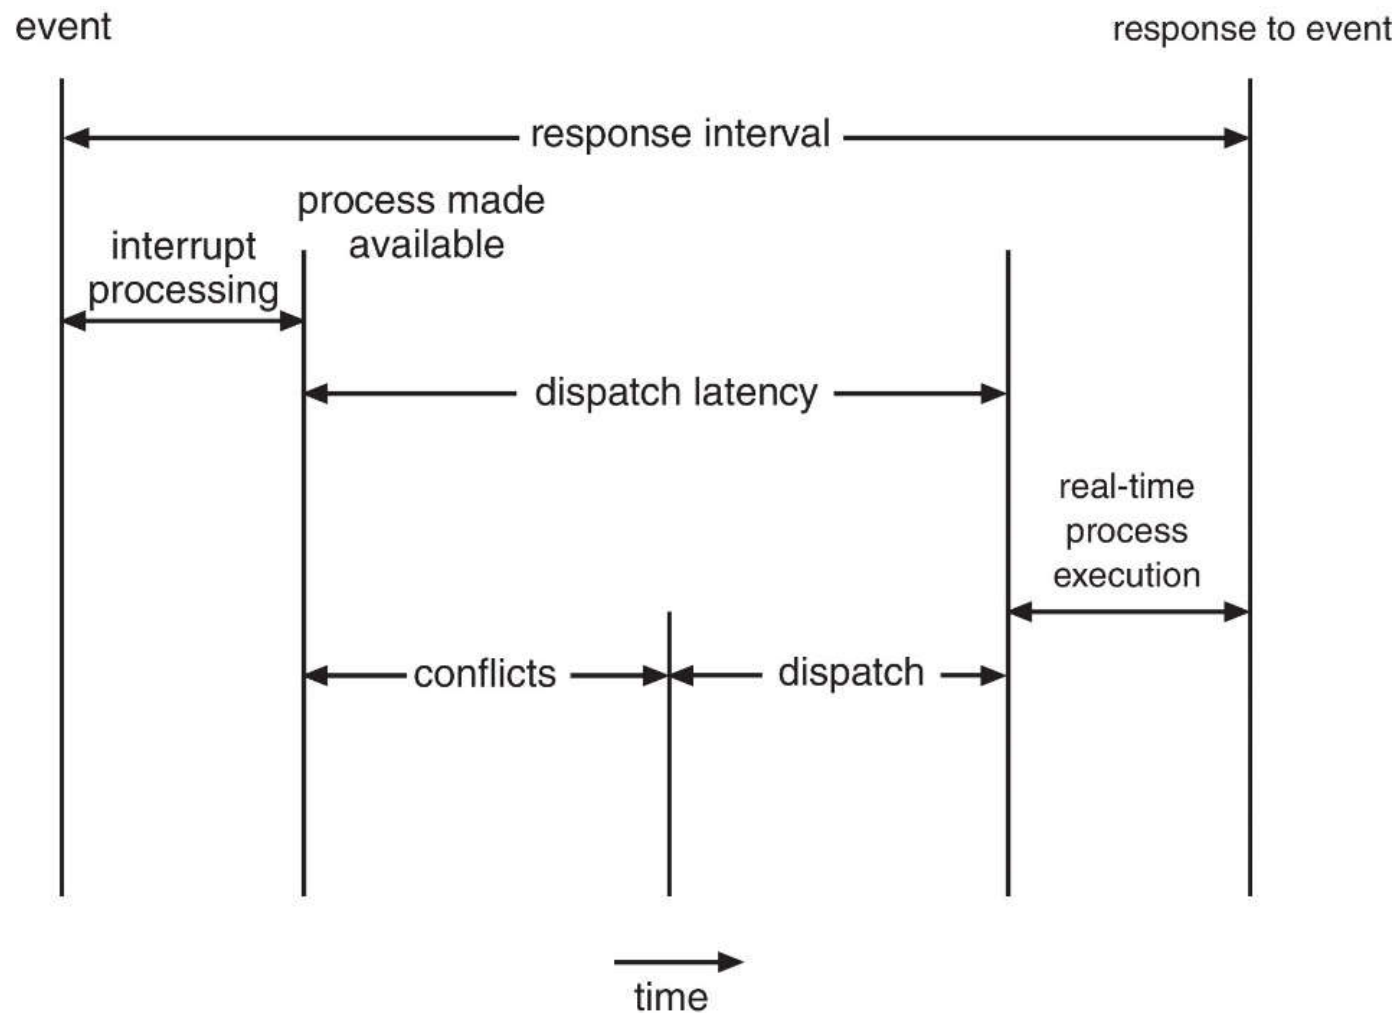 event
response to event
response interval
process made
available
interrupt
processing
dispatch latency
real-time
process
execution
conflicts
dispatch
time